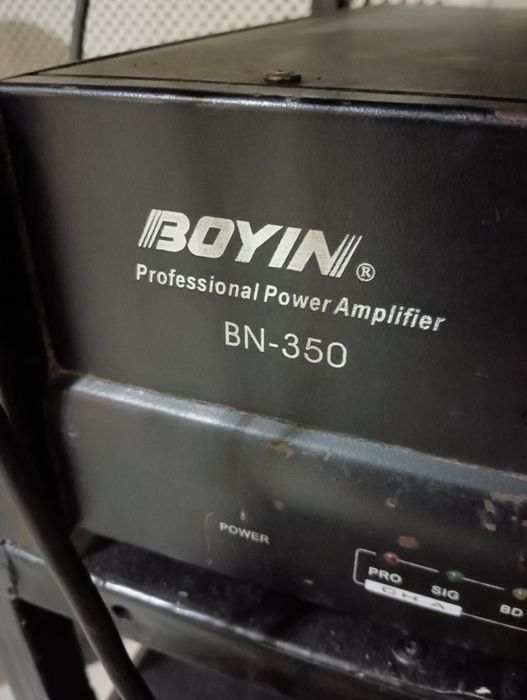 BOYIN®
Professional Power Amplifier
BN-350
POWER
PRO SIG BD
CH A